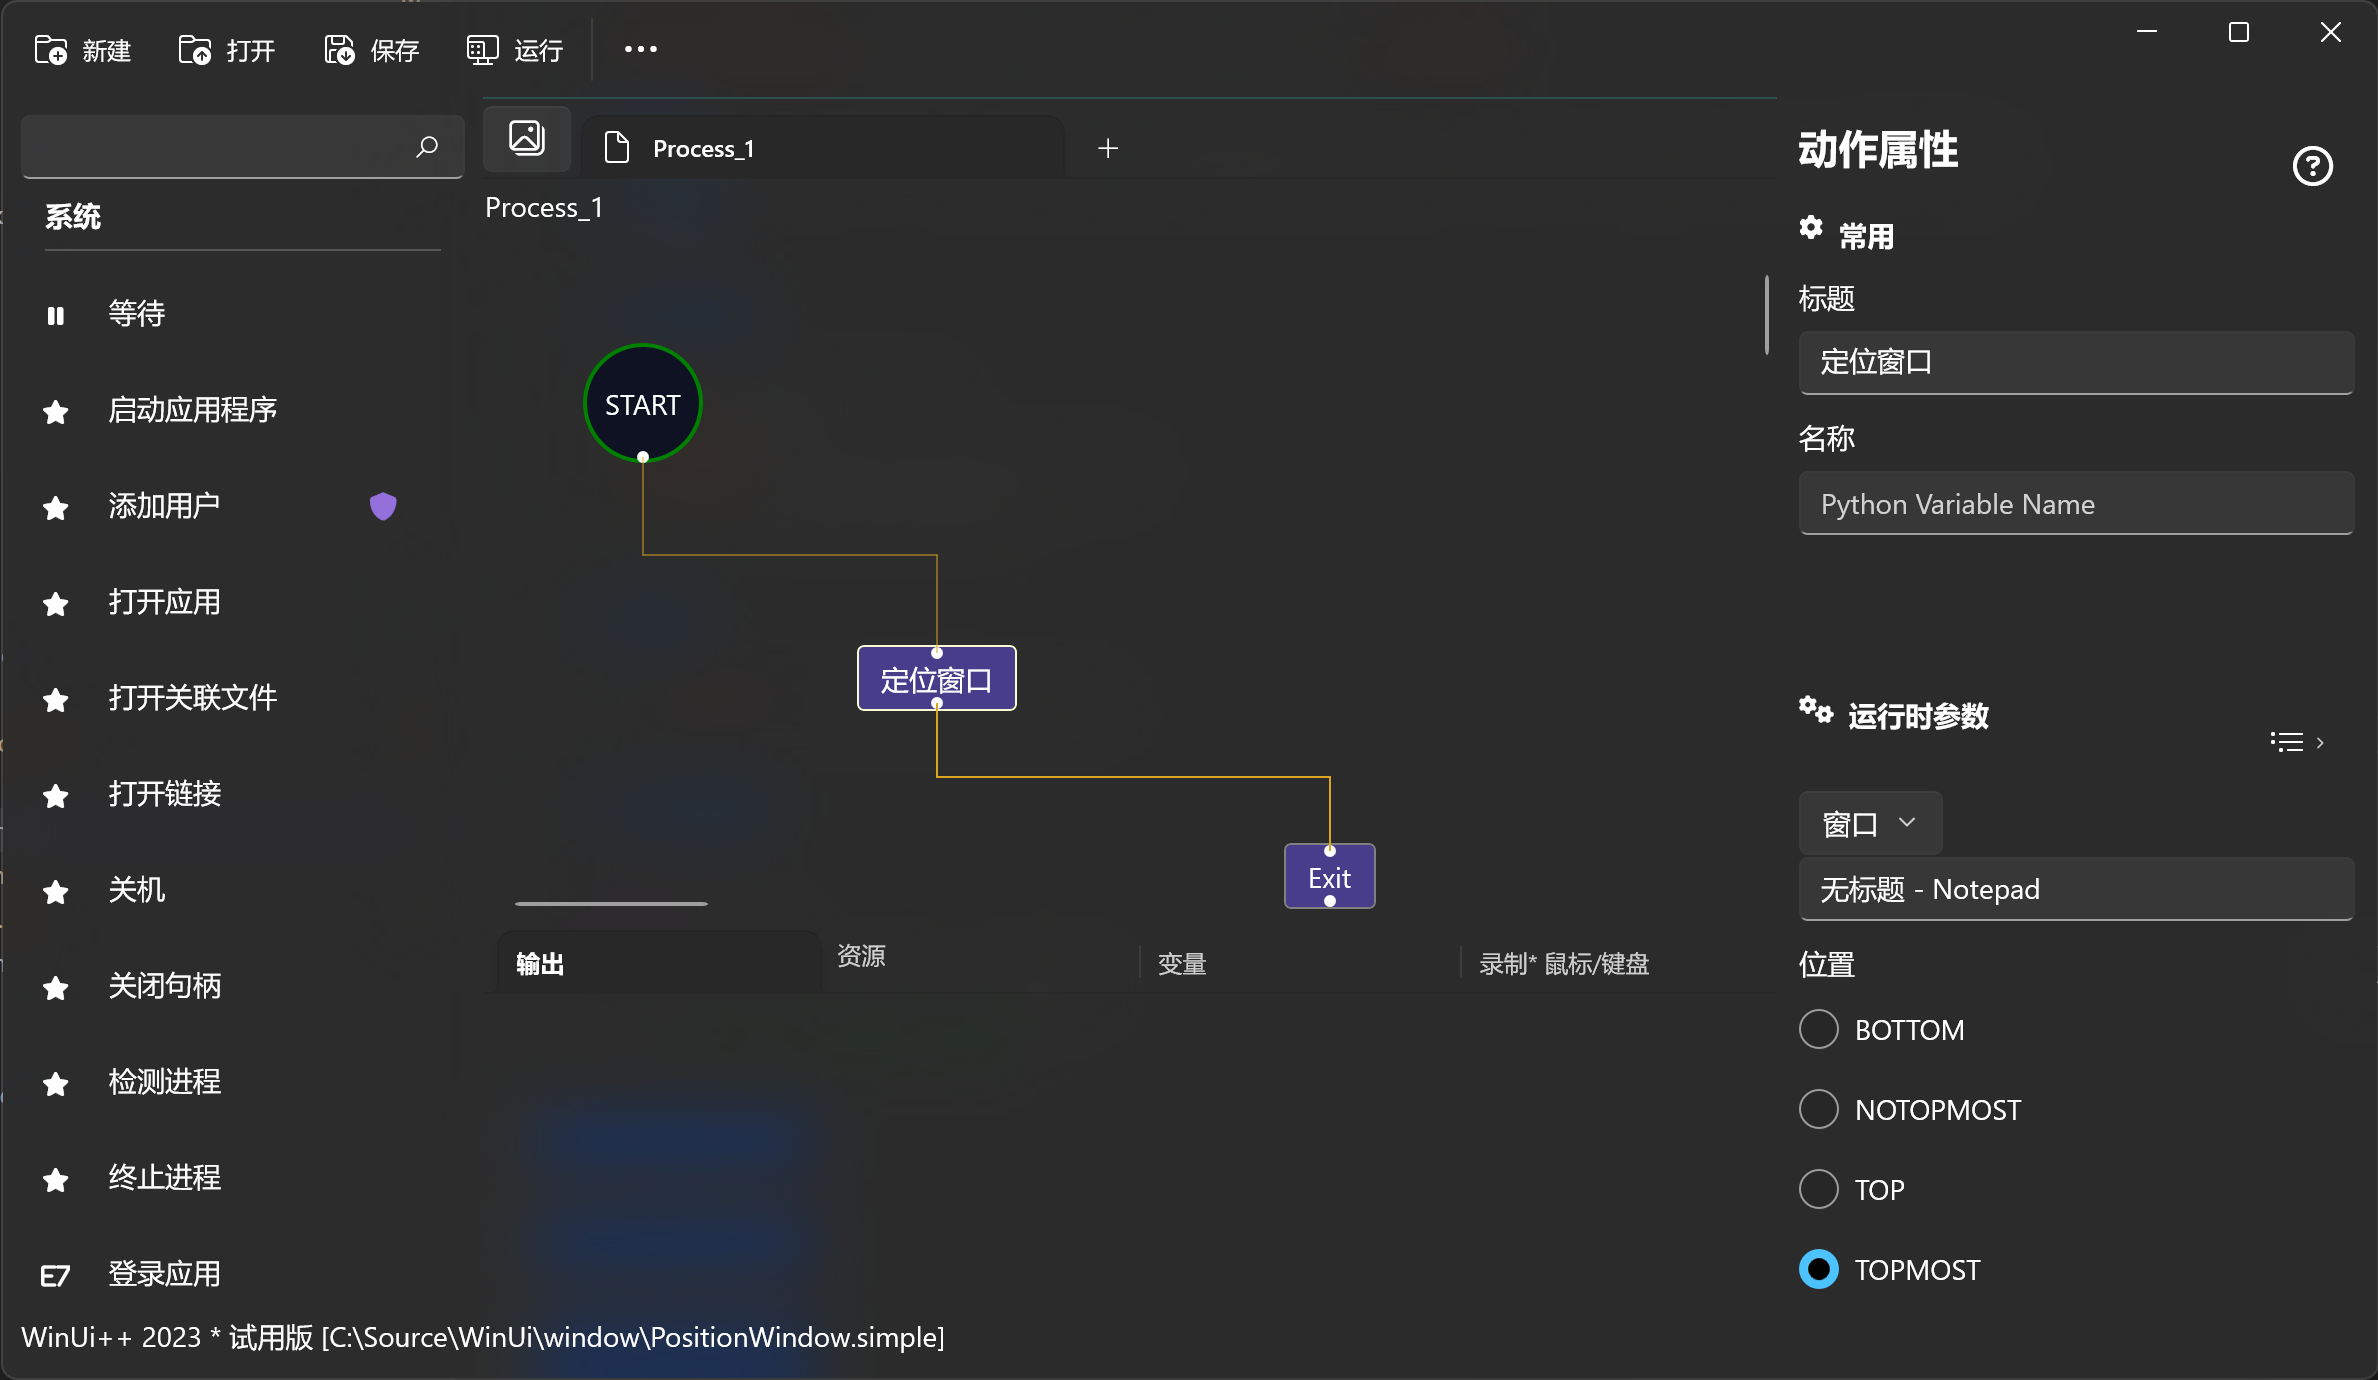 新建
打开
保存
运行
Process_1
Process_1
系统
等待
启动应用程序
添加用户
打开应用
打开关联文件
打开链接
关机
关闭句柄
检测进程
终止进程
登录应用
START
定位窗口
Exit
输出
资源
变量
录制* 鼠标/键盘
动作属性
常用
标题
定位窗口
名称
Python Variable Name
运行时参数
窗口
无标题 - Notepad
位置
BOTTOM
NOTOPMOST
TOP
TOPMOST
WinUi++ 2023 * 试用版 [C:\Source\WinUi\window\PositionWindow.simple]